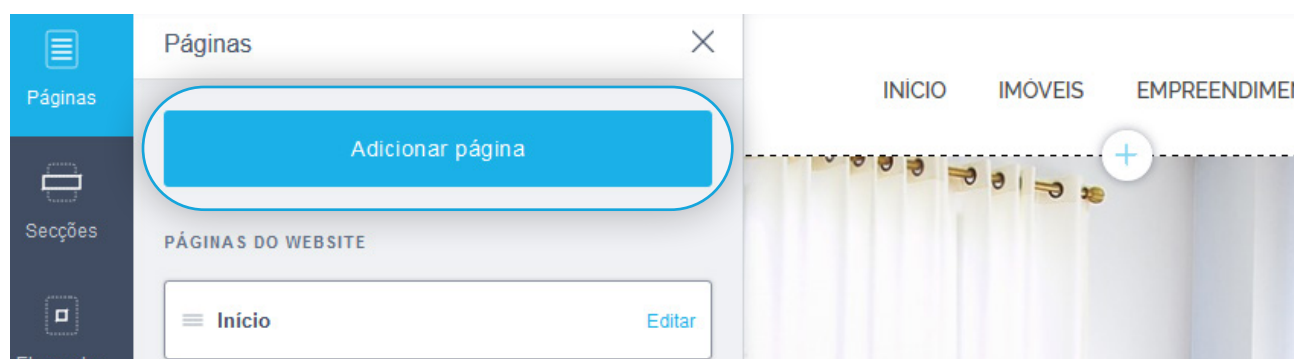 Páginas
Páginas
Adicionar página
Secções
PÁGINAS DO WEBSITE
Início
Editar
INÍCIO
IMÓVEIS